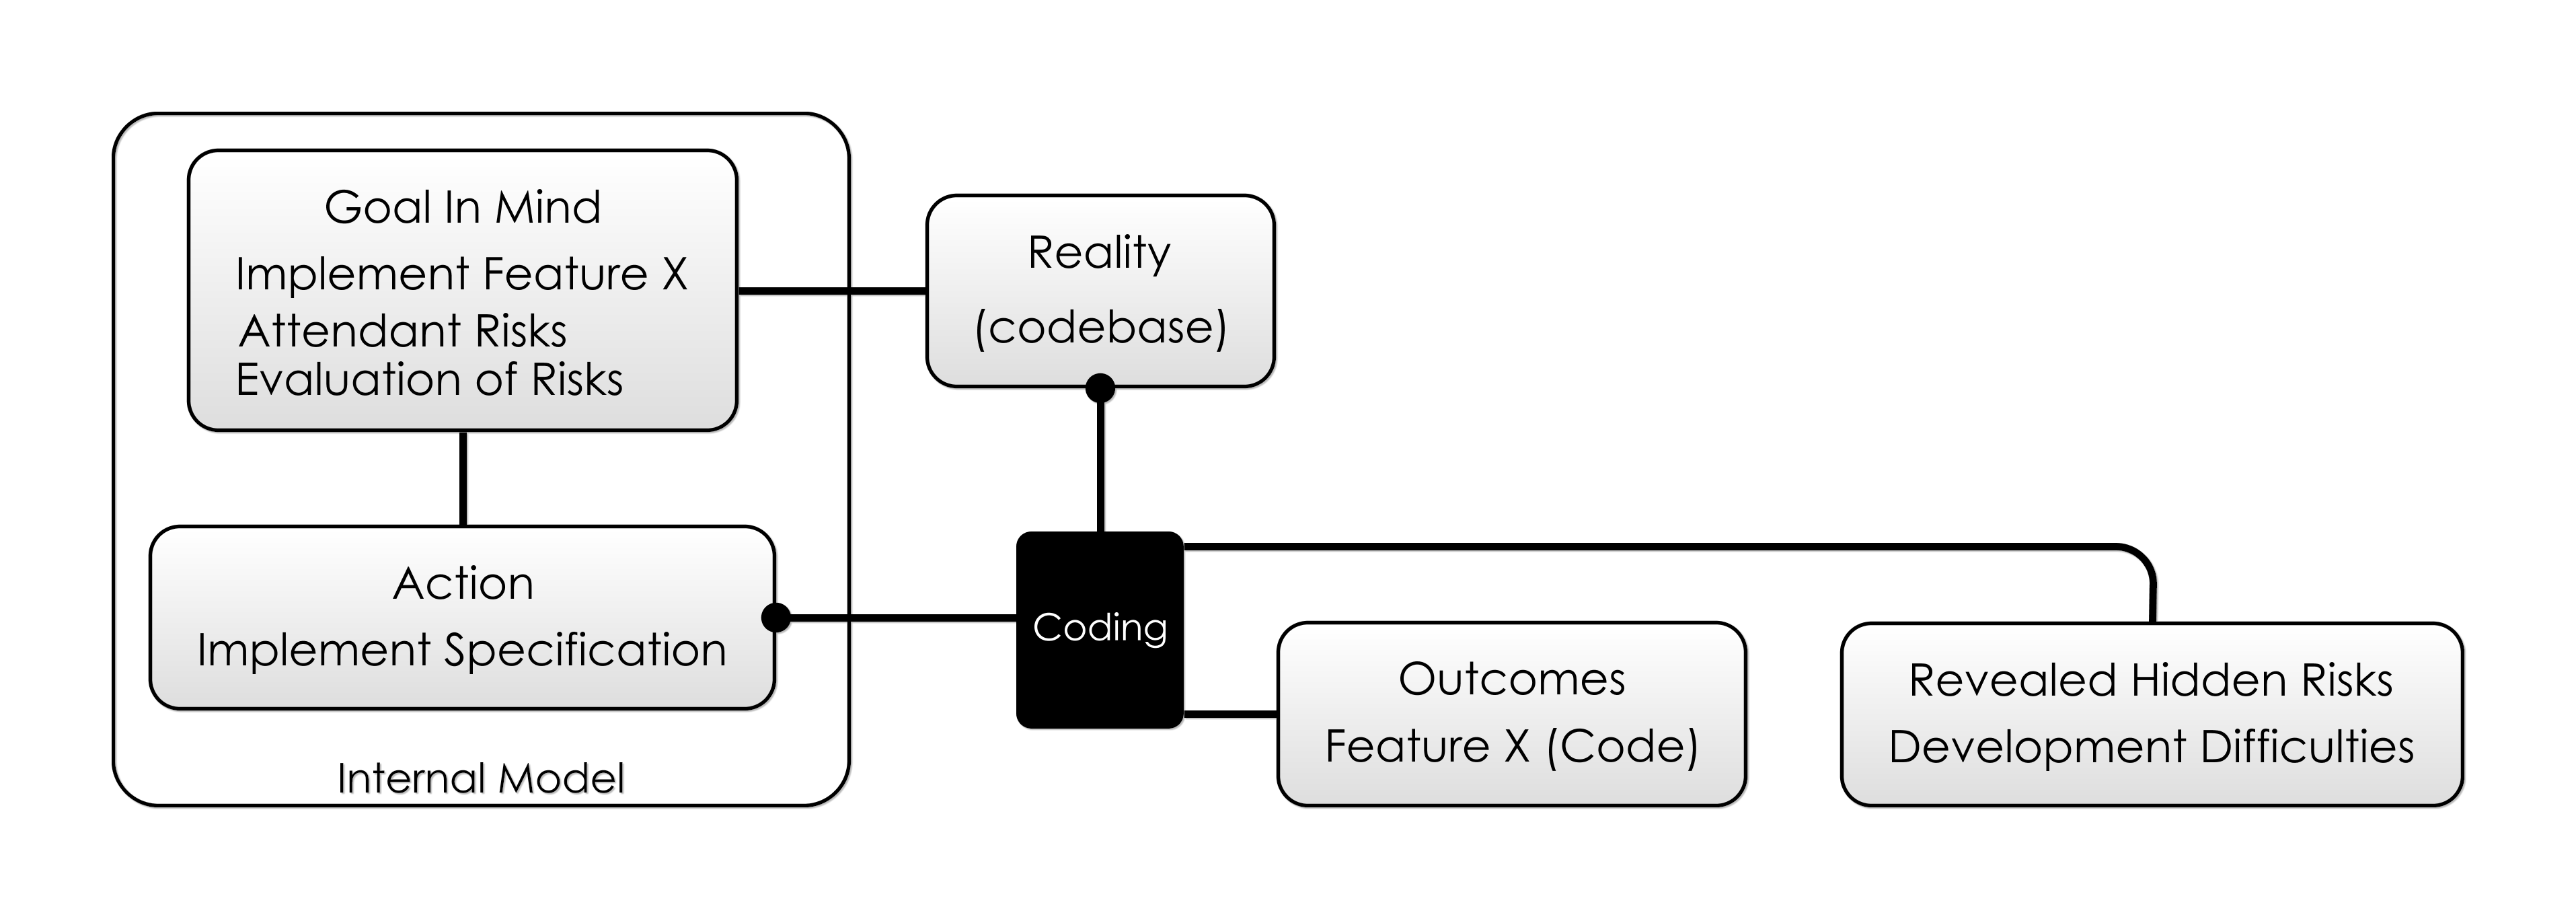 Goal In Mind
Implement Feature X
Attendant Risks
Evaluation of Risks
Reality
(codebase)
Action
Implement Specification
Internal Model
Coding
Outcomes
Feature X (Code)
Revealed Hidden Risks
Development Difficulties